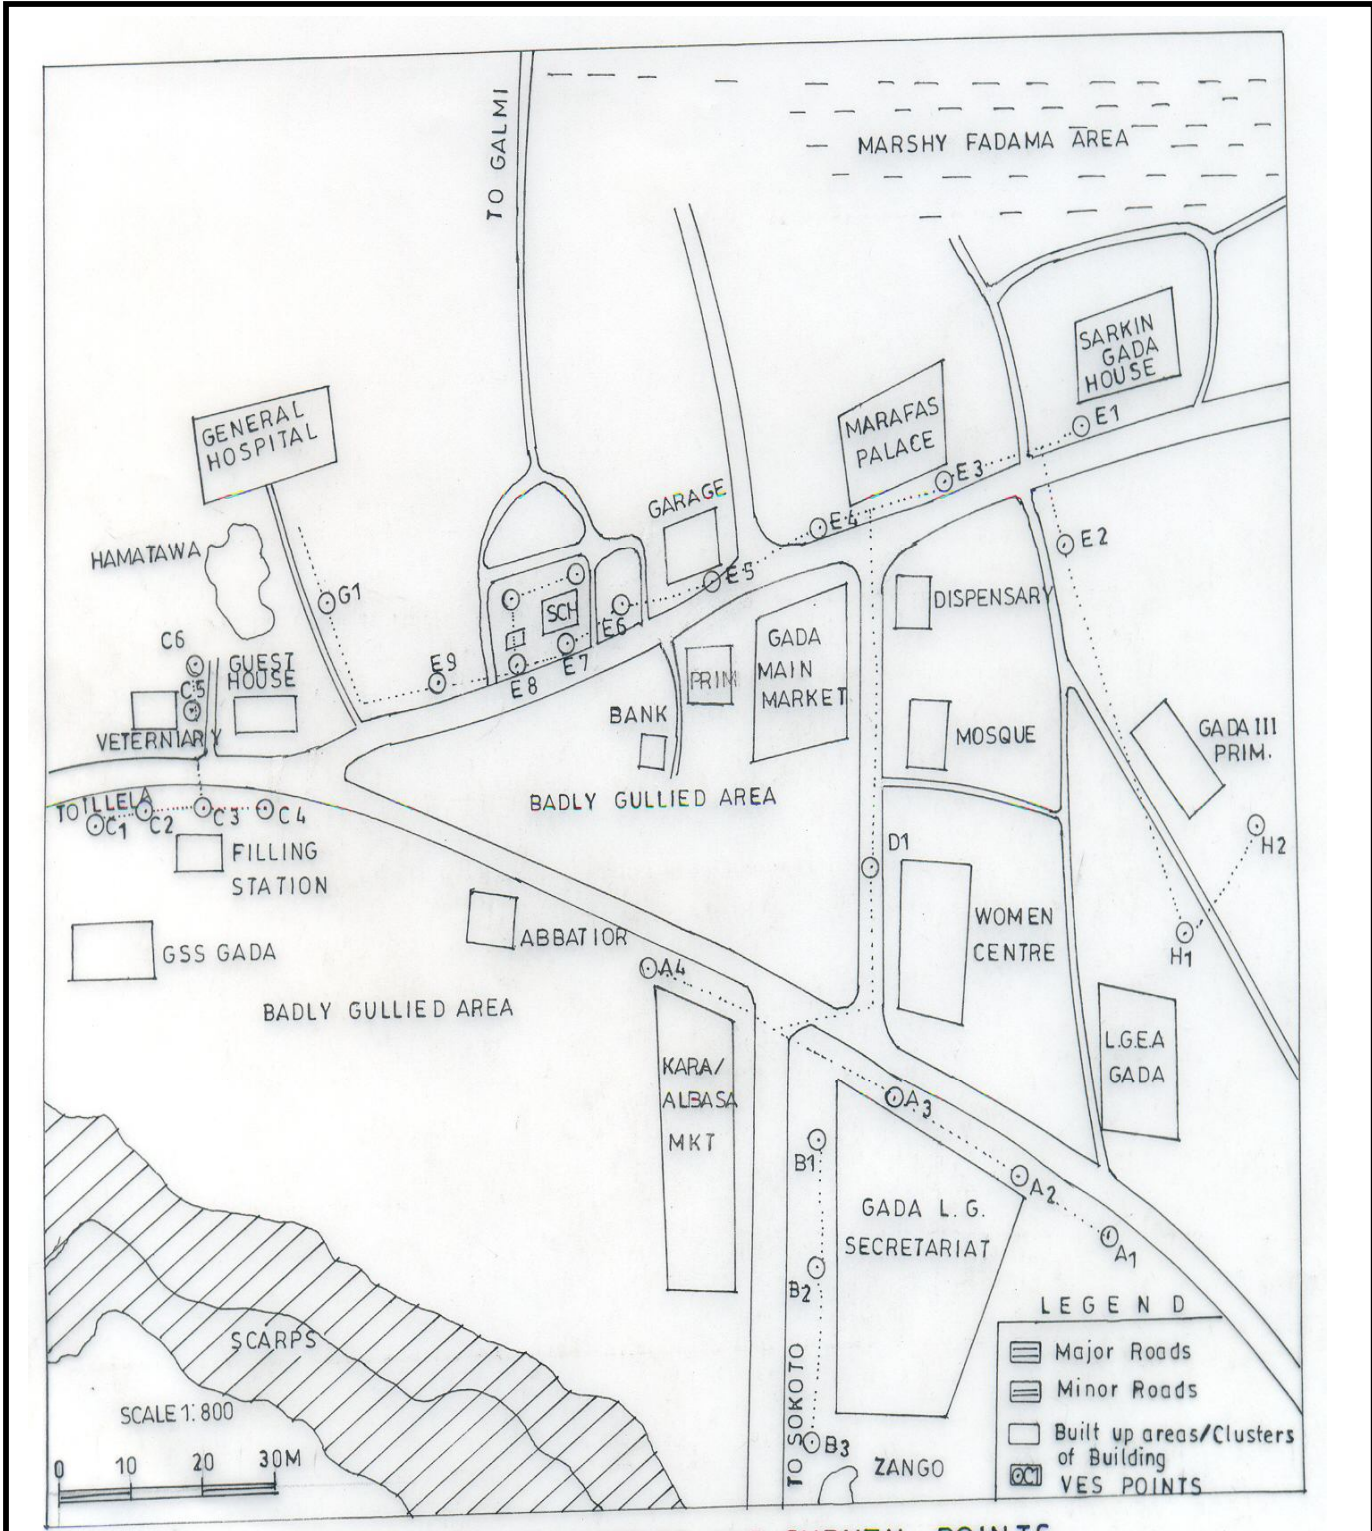 TO GALMI
MARSHY FADAMA AREA
SARKIN
GADA
HOUSE
E1
MARAFAS
PALACE
E3
GENERAL
HOSPITAL
GARAGE
E4
E2
HAMATAWA
G1
E5
SCH
E6
DISPENSARY
C6
GUEST
HOUSE
E9
E7
E8
GADA
MAIN
MARKET
PRIM
C5
BANK
VETERNIARY
MOSQUE
GADA III
PRIM.
BADLY GULLIED AREA
TO ILLELA
C1
C2
C3
C4
D1
H2
FILLING
STATION
ABBATIOR
WOMEN
CENTRE
H1
GSS GADA
A4
BADLY GULLIED AREA
L.G.E.A
GADA
KARA/
ALBASA
MKT
A3
B1
A2
GADA L. G.
SECRETARIAT
A1
B2
SCARPS
TO SOKOTO
B3
ZANGO
SCALE 1:800
0 10 20 30M
LEGEND
Major Roads
Minor Roads
Built up areas/Clusters
of Building
C1 VES POINTS
POINTS